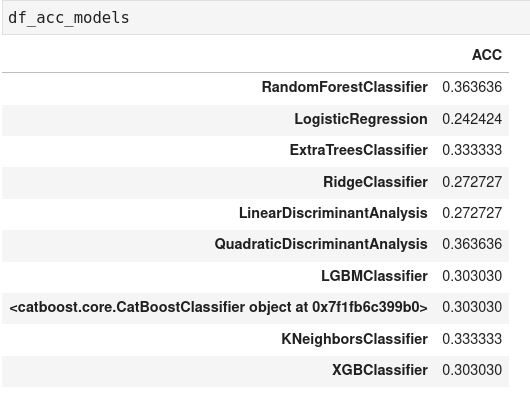 df_acc_models
ACC
RandomForestClassifier 0.363636
LogisticRegression 0.242424
ExtraTreesClassifier 0.333333
RidgeClassifier 0.272727
LinearDiscriminantAnalysis 0.272727
QuadraticDiscriminantAnalysis 0.363636
LGBMClassifier 0.303030
<catboost.core.CatBoostClassifier object at 0x7f1fb6c399b0> 0.303030
KNeighborsClassifier 0.333333
XGBClassifier 0.303030